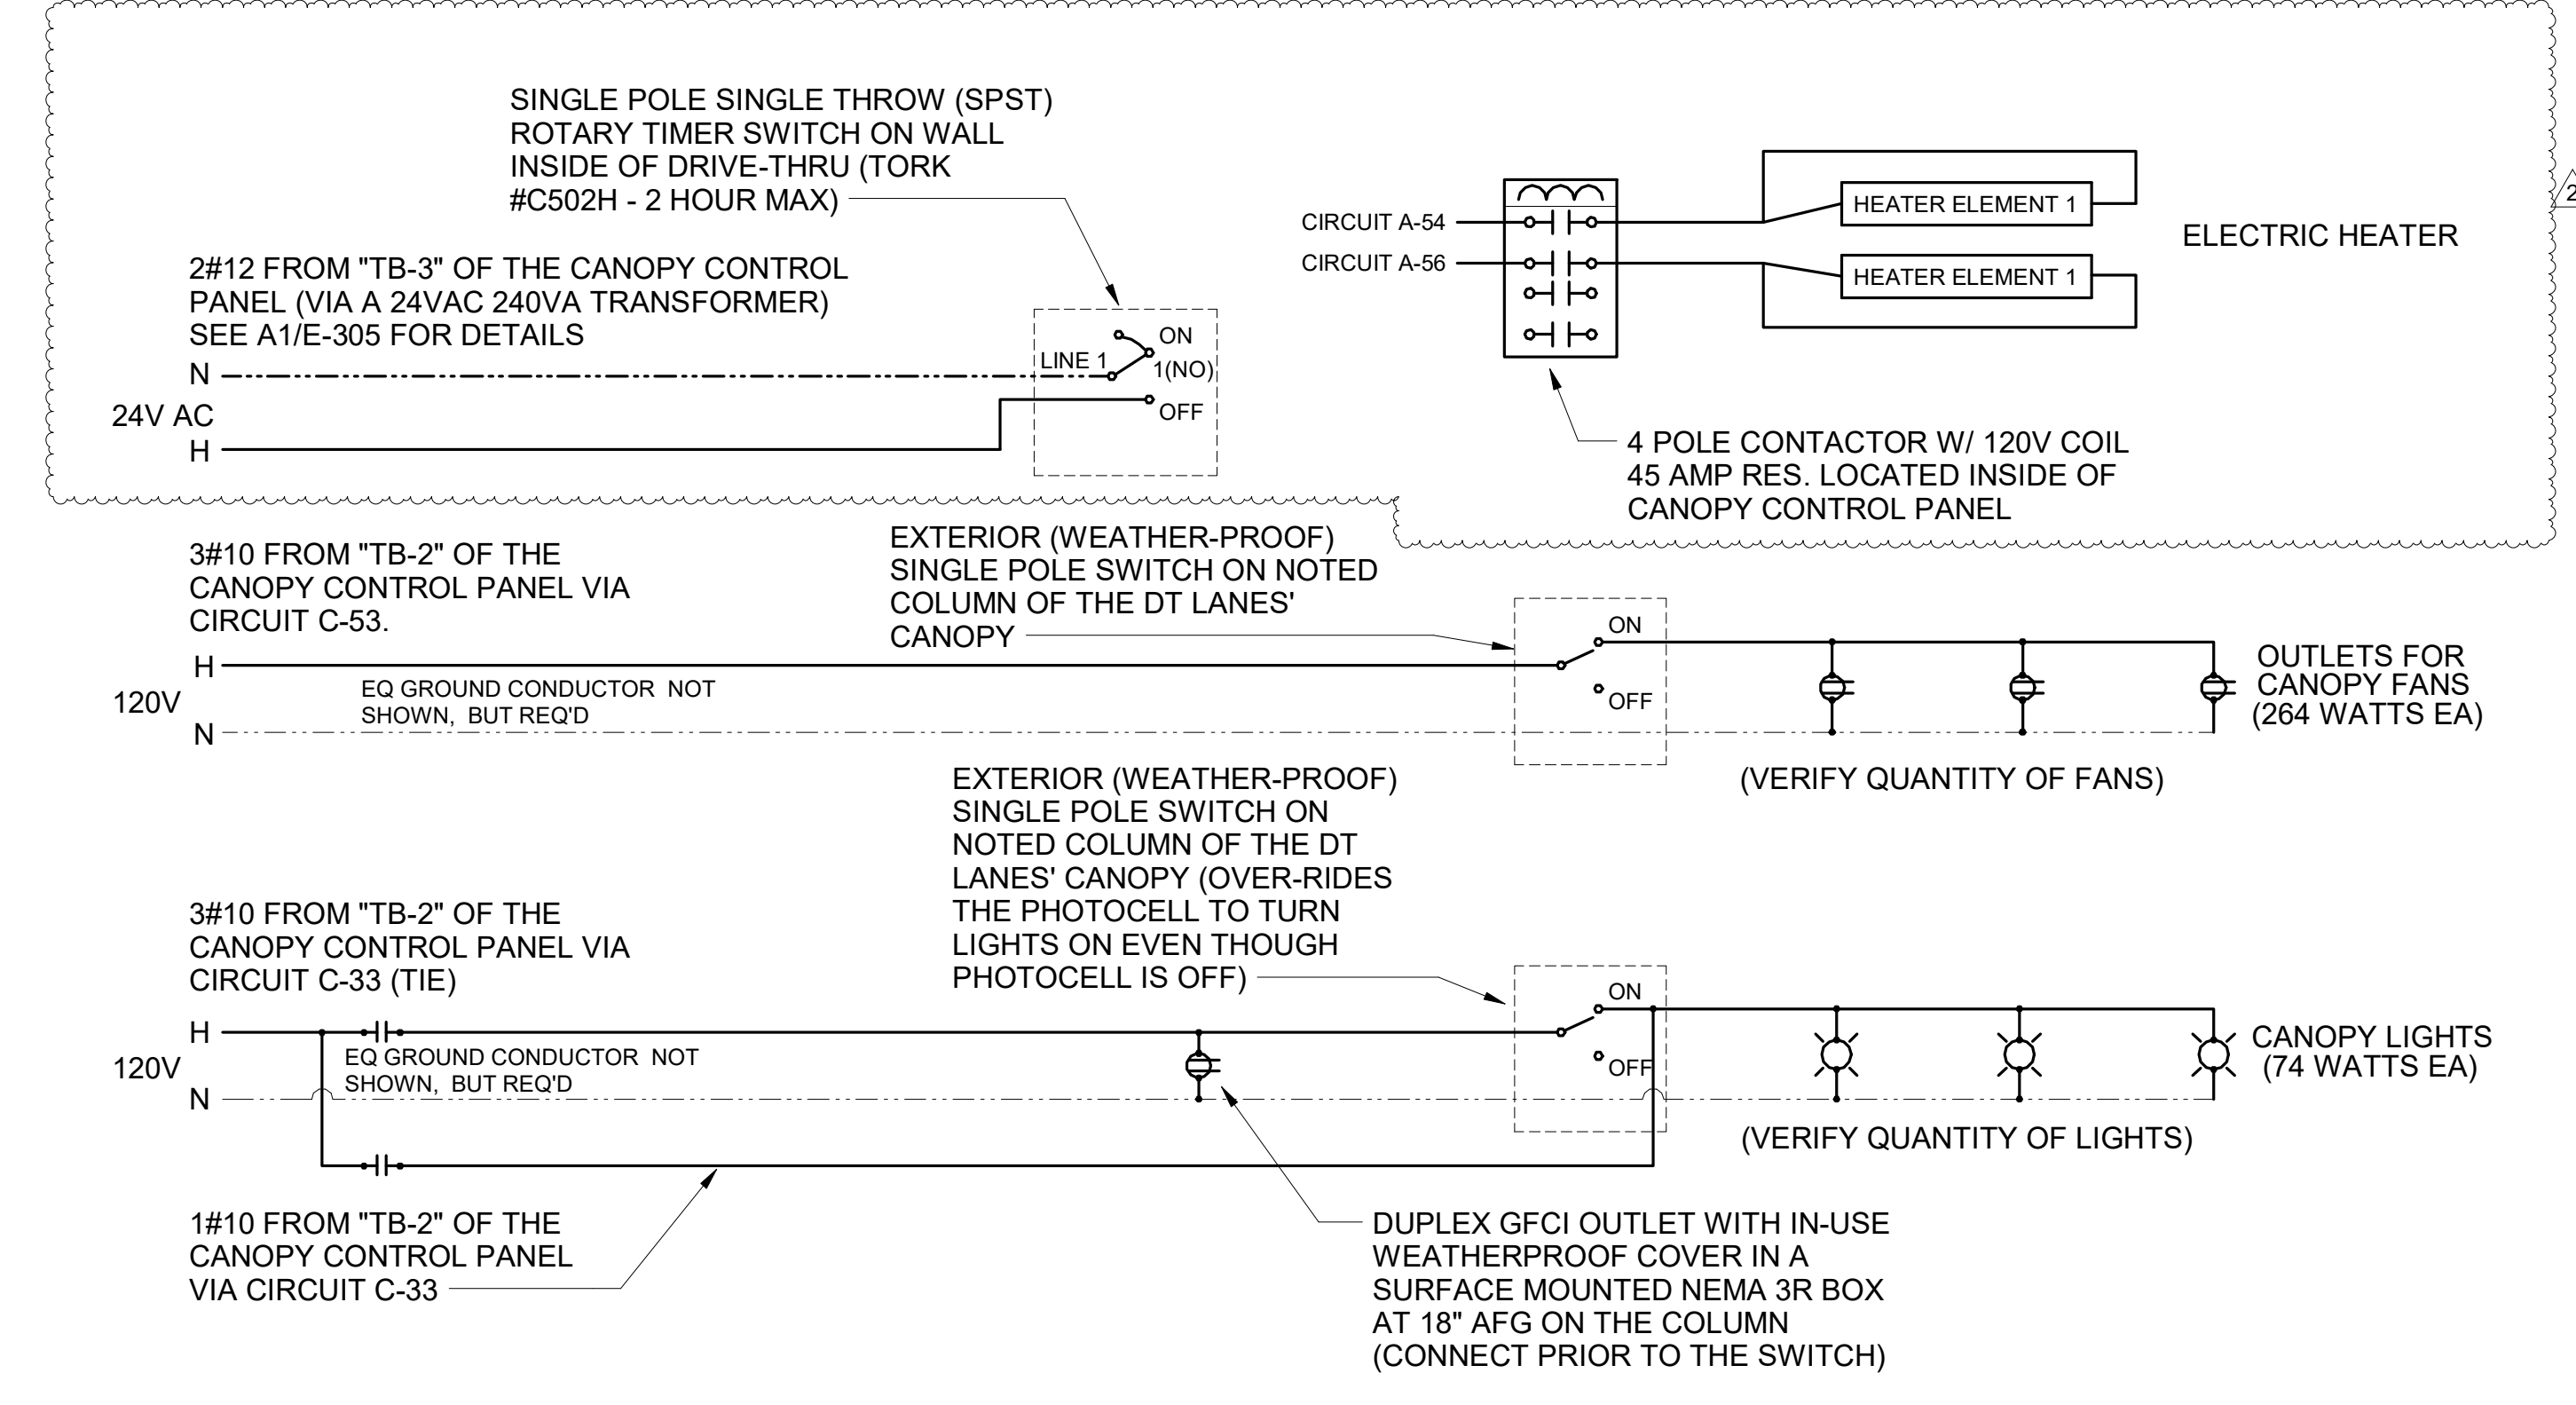 SINGLE POLE SINGLE THROW (SPST)
ROTARY TIMER SWITCH ON WALL
INSIDE OF DRIVE-THRU (TORK
#C502H - 2 HOUR MAX)
2#12 FROM "TB-3" OF THE CANOPY CONTROL
PANEL (VIA A 24VAC 240VA TRANSFORMER)
SEE A1/E-305 FOR DETAILS
N
24V AC
H
LINE 1
ON
1(NO)
OFF
CIRCUIT A-54
CIRCUIT A-56
HEATER ELEMENT 1
HEATER ELEMENT 1
ELECTRIC HEATER
2
4 POLE CONTACTOR W/ 120V COIL
45 AMP RES. LOCATED INSIDE OF
CANOPY CONTROL PANEL
3#10 FROM "TB-2" OF THE
CANOPY CONTROL PANEL VIA
CIRCUIT C-53.
H
120V
N
EQ GROUND CONDUCTOR NOT
SHOWN, BUT REQ'D
EXTERIOR (WEATHER-PROOF)
SINGLE POLE SWITCH ON NOTED
COLUMN OF THE DT LANES'
CANOPY
ON
OFF
OUTLETS FOR
CANOPY FANS
(264 WATTS EA)
(VERIFY QUANTITY OF FANS)
EXTERIOR (WEATHER-PROOF)
SINGLE POLE SWITCH ON
NOTED COLUMN OF THE DT
LANES' CANOPY (OVER-RIDES
THE PHOTOCELL TO TURN
LIGHTS ON EVEN THOUGH
PHOTOCELL IS OFF)
3#10 FROM "TB-2" OF THE
CANOPY CONTROL PANEL VIA
CIRCUIT C-33 (TIE)
H
120V
N
EQ GROUND CONDUCTOR NOT
SHOWN, BUT REQ'D
ON
OFF
CANOPY LIGHTS
(74 WATTS EA)
(VERIFY QUANTITY OF LIGHTS)
1#10 FROM "TB-2" OF THE
CANOPY CONTROL PANEL
VIA CIRCUIT C-33
DUPLEX GFCI OUTLET WITH IN-USE
WEATHERPROOF COVER IN A
SURFACE MOUNTED NEMA 3R BOX
AT 18" AFG ON THE COLUMN
(CONNECT PRIOR TO THE SWITCH)